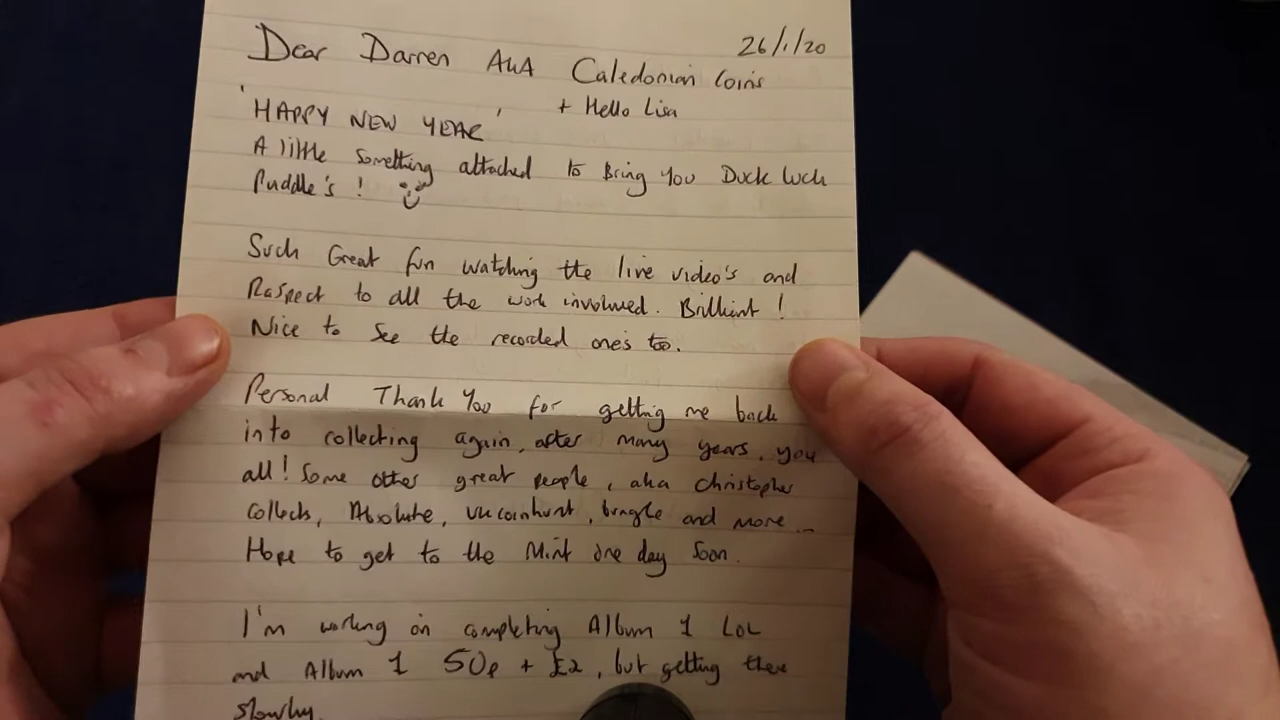 26/1/20
Dear Darren AKA Caledonian Coins
+ Hello Lisa
'HAPPY NEW YEAR'
A little something attached to Bring You Duck Luck
Puddle's !
Such Great fun watching the live video's and
Respect to all the work involved. Brilliant !
Nice to see the recorded one's too.
Personal Thank You for getting me back
into collecting again, after many years, you
all! Some other great people, aka Christopher
Collects, Absolute, ukcoinhunt, and more...
Hope to get to the Mint one day soon.
I'm working on completing Album 1 LOL
and Album 1 50p + £2, but getting there
slowly.